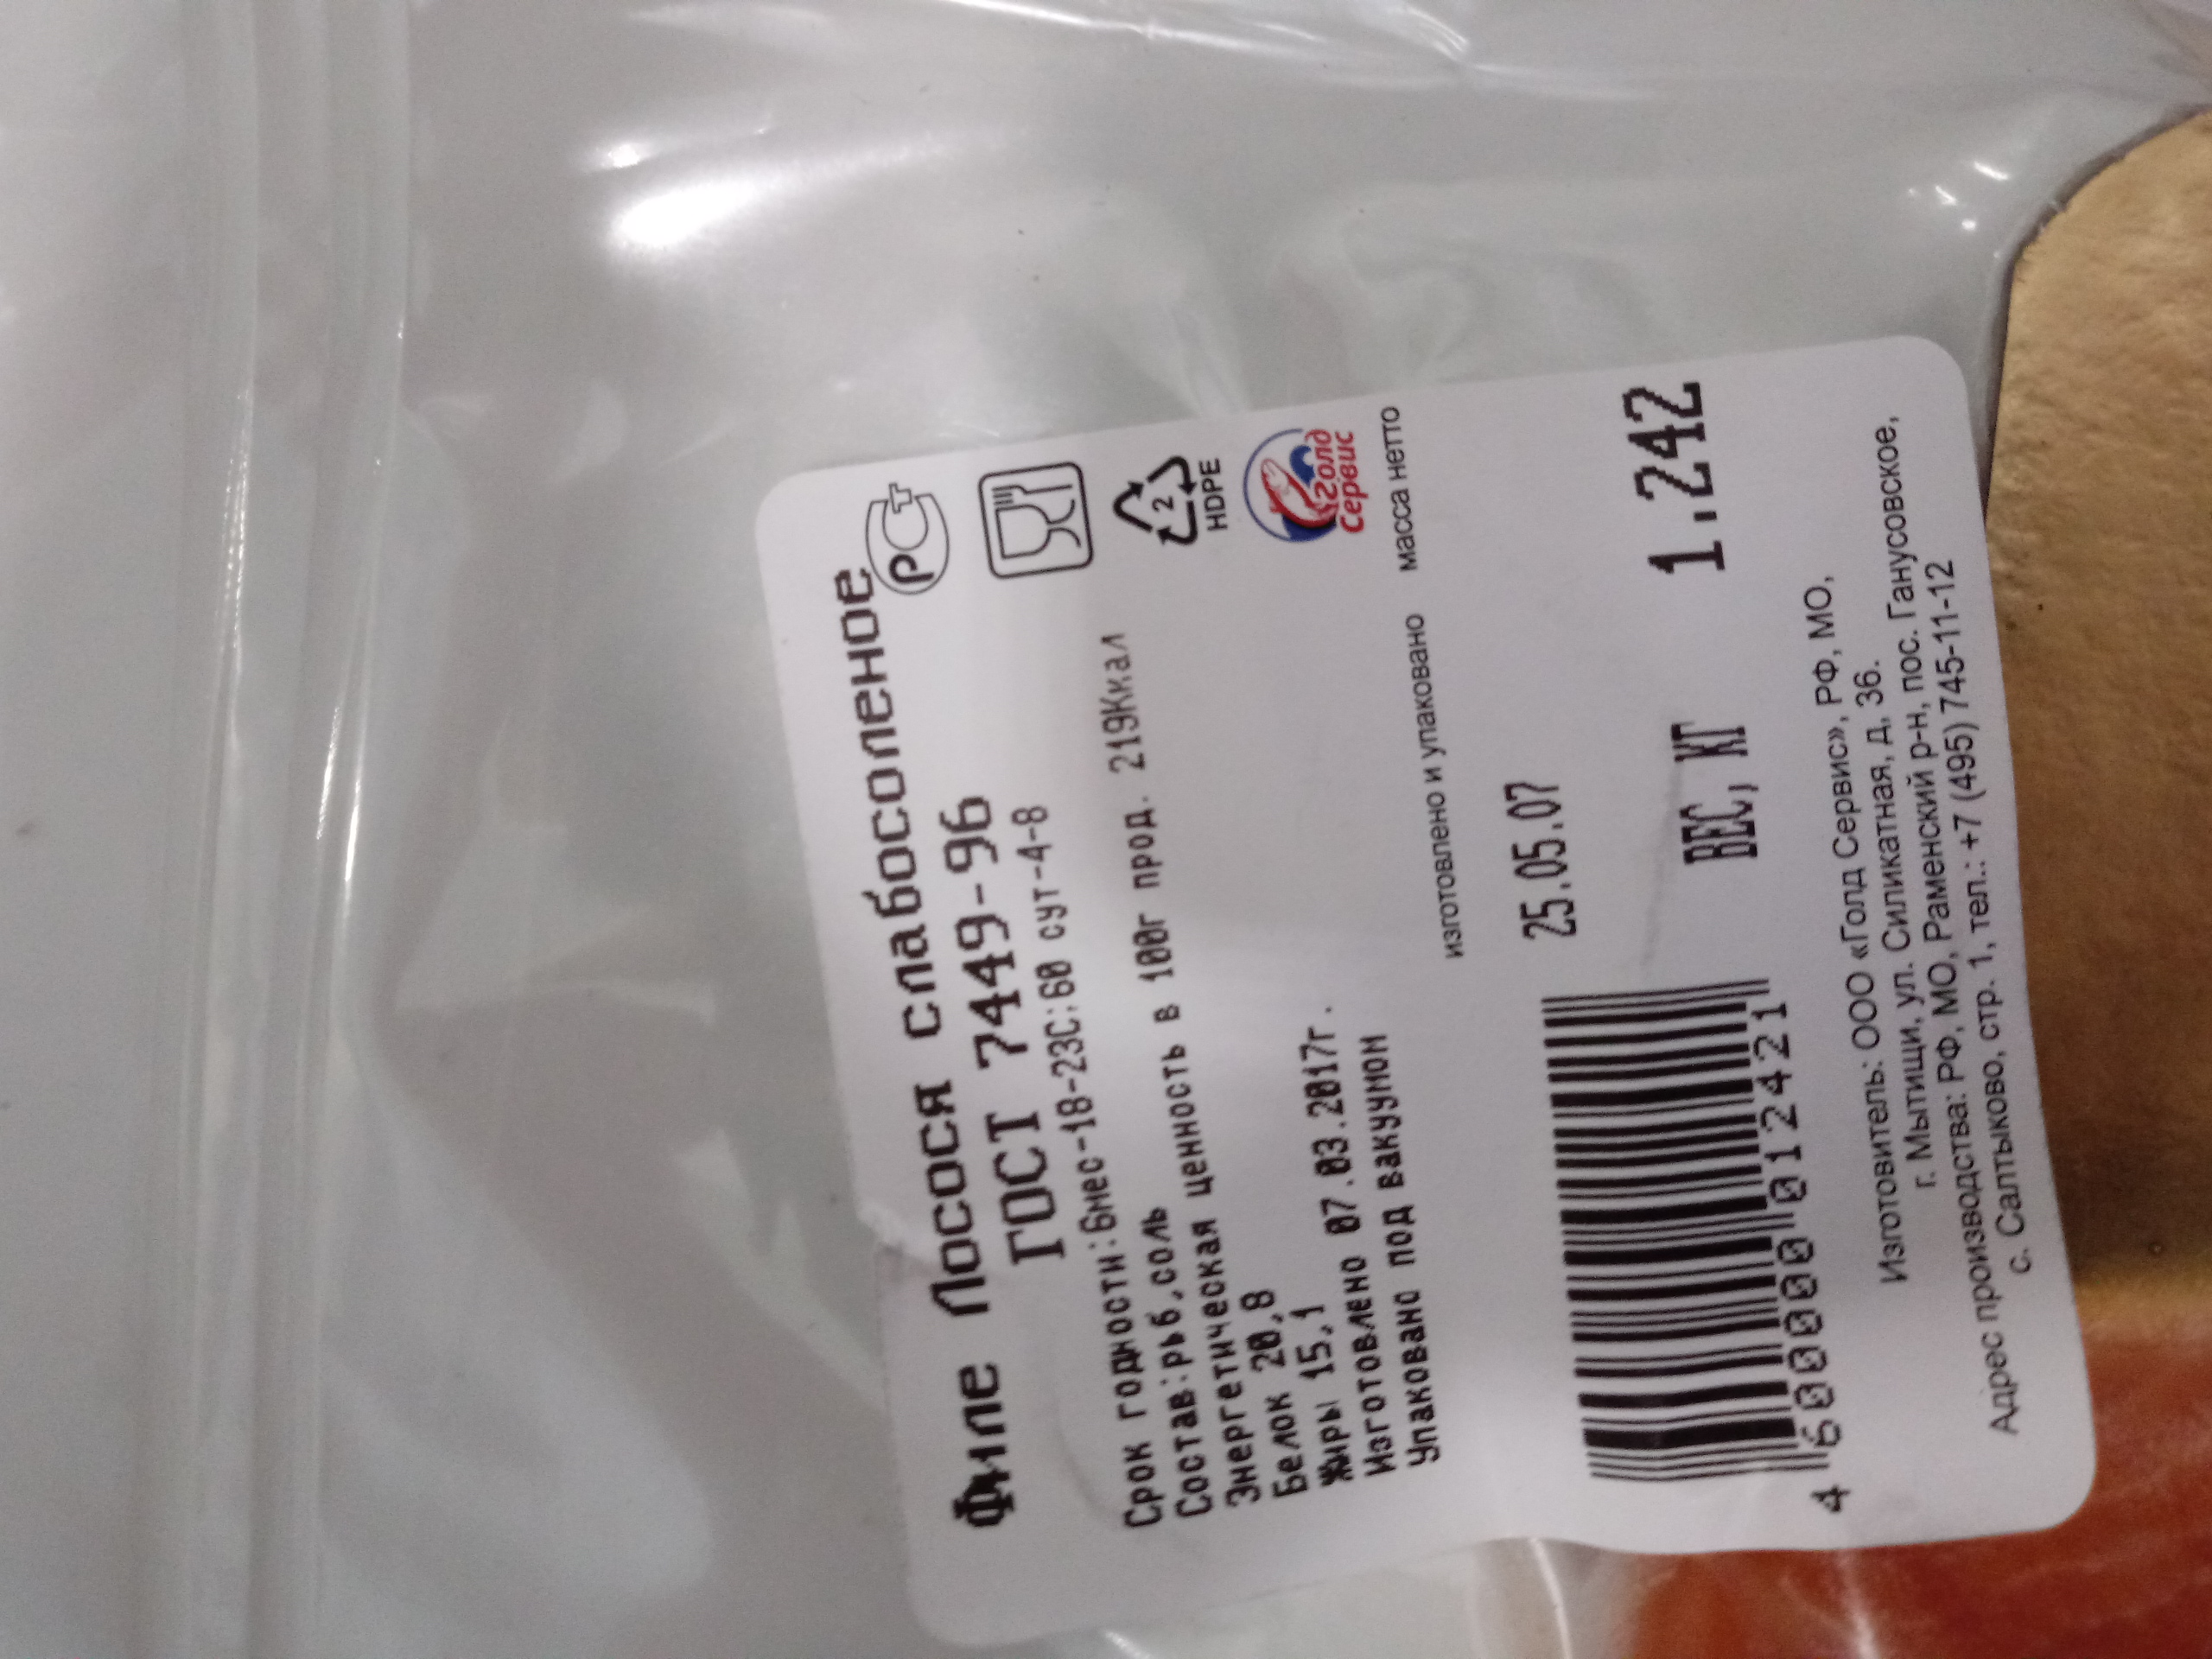 Филе Лосося слабосоленое
ГОСТ 7449-96
РС
Срок годности:6мес-18-23С;60 сут-4-8
Состав:рыб,соль
Энергетическая ценность в 100г прод. 219Ккал
Белок 20,8
Жиры 15,1
Изготовлено 07.03.2017г.
Упаковано под вакуумом
2
HDPE
Голд
Сервис
изготовлено и упаковано
масса нетто
25.05.07
ВЕС, КГ
1.242
4 600000 012421
Изготовитель: ООО «Голд Сервис», РФ, МО,
г. Мытищи, ул. Силикатная, д. 36.
Адрес производства: РФ, МО, Раменский р-н, пос. Ганусовское,
с. Салтыково, стр. 1, тел.: +7 (495) 745-11-12